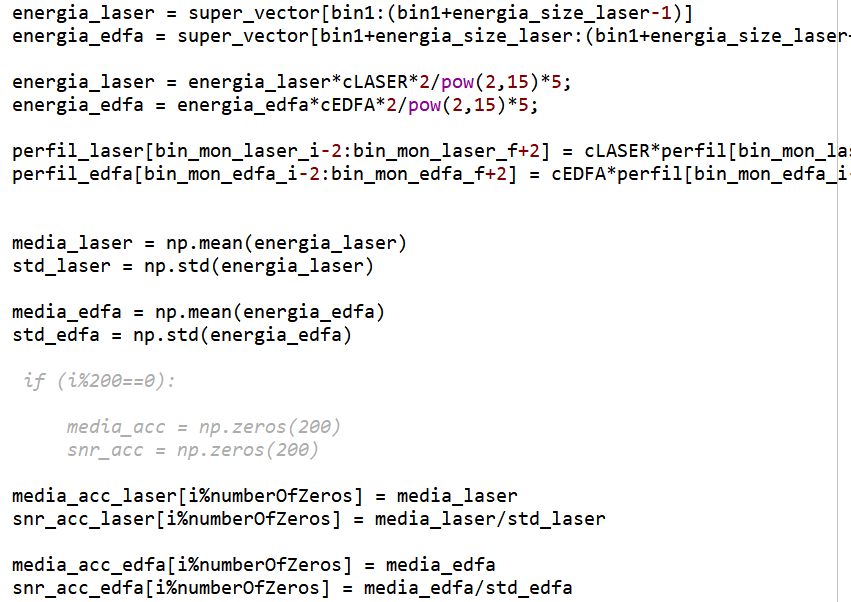 energia_laser = super_vector[bin1:(bin1+energia_size_laser-1)]
energia_edfa = super_vector[bin1+energia_size_laser:(bin1+energia_size_laser+
energia_laser = energia_laser*cLASER*2/pow(2,15)*5;
energia_edfa = energia_edfa*cEDFA*2/pow(2,15)*5;
perfil_laser[bin_mon_laser_i-2:bin_mon_laser_f+2] = cLASER*perfil[bin_mon_las
perfil_edfa[bin_mon_edfa_i-2:bin_mon_edfa_f+2] = cEDFA*perfil[bin_mon_edfa_i-
media_laser = np.mean(energia_laser)
std_laser = np.std(energia_laser)
media_edfa = np.mean(energia_edfa)
std_edfa = np.std(energia_edfa)
if (i%200==0):
media_acc = np.zeros(200)
snr_acc = np.zeros(200)
media_acc_laser[i%numberOfZeros] = media_laser
snr_acc_laser[i%numberOfZeros] = media_laser/std_laser
media_acc_edfa[i%numberOfZeros] = media_edfa
snr_acc_edfa[i%numberOfZeros] = media_edfa/std_edfa